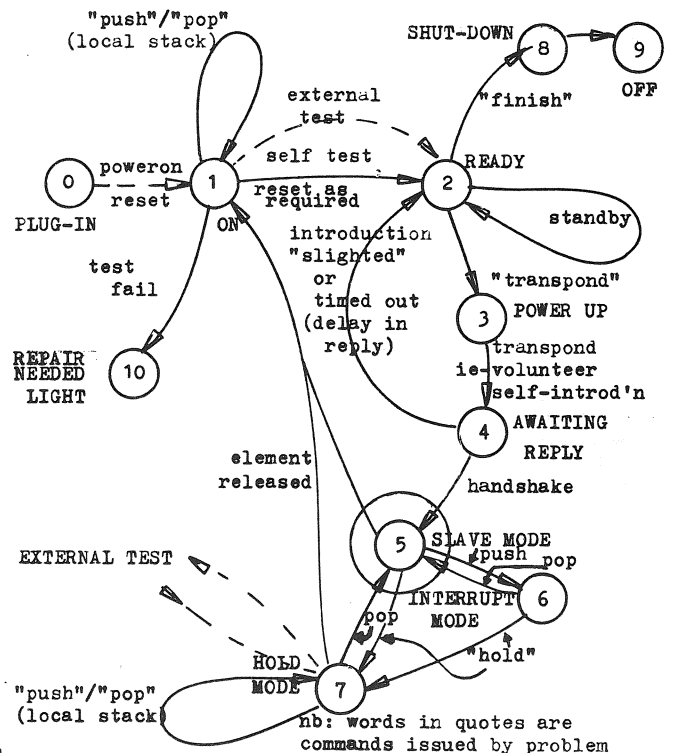 "push"/"pop"
(local stack)
SHUT-DOWN
8
9
OFF
"finish"
external
test
self test
READY
0
poweron
reset
1
2
reset as
required
PLUG-IN
ON
standby
introduction
"slighted"
or
timed out
(delay in
reply)
test
fail
"transpond"
3
POWER UP
transpond
ie-volunteer
self-introd'n
REPAIR
NEEDED
LIGHT
10
4
AWAITING
REPLY
element
released
handshake
5
SLAVE MODE
push
pop
EXTERNAL TEST
INTERRUPT
MODE
6
pop
"hold"
HOLD
MODE
7
"push"/"pop"
(local stack)
nb: words in quotes are
commands issued by problem